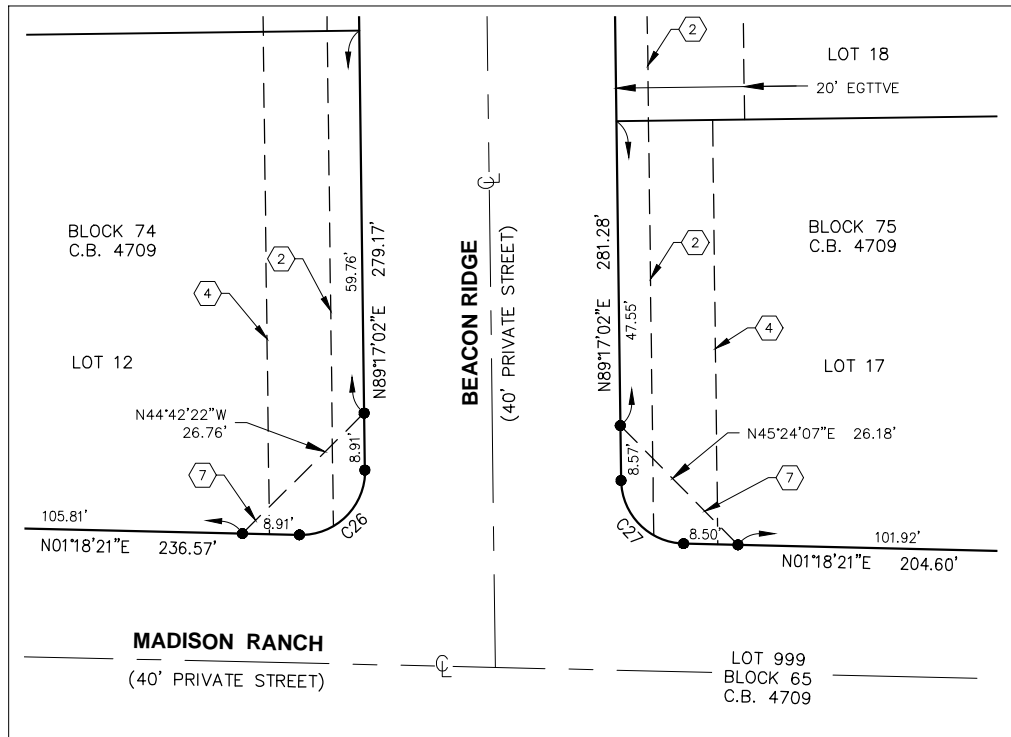 2
LOT 18
20' EGTTVE
BLOCK 74
C.B. 4709
2
59.76'
279.17'
N89°17'02"E
4
LOT 12
N44°42'22"W
26.76'
8.91'
7
105.81'
8.91'
C26
N01°18'21"E 236.57'
BEACON RIDGE
(40' PRIVATE STREET)
CL
281.28'
N89°17'02"E
47.55'
2
BLOCK 75
C.B. 4709
4
LOT 17
N45°24'07"E 26.18'
8.57'
7
C27
8.50'
101.92'
N01°18'21"E 204.60'
MADISON RANCH
(40' PRIVATE STREET)
CL
LOT 999
BLOCK 65
C.B. 4709